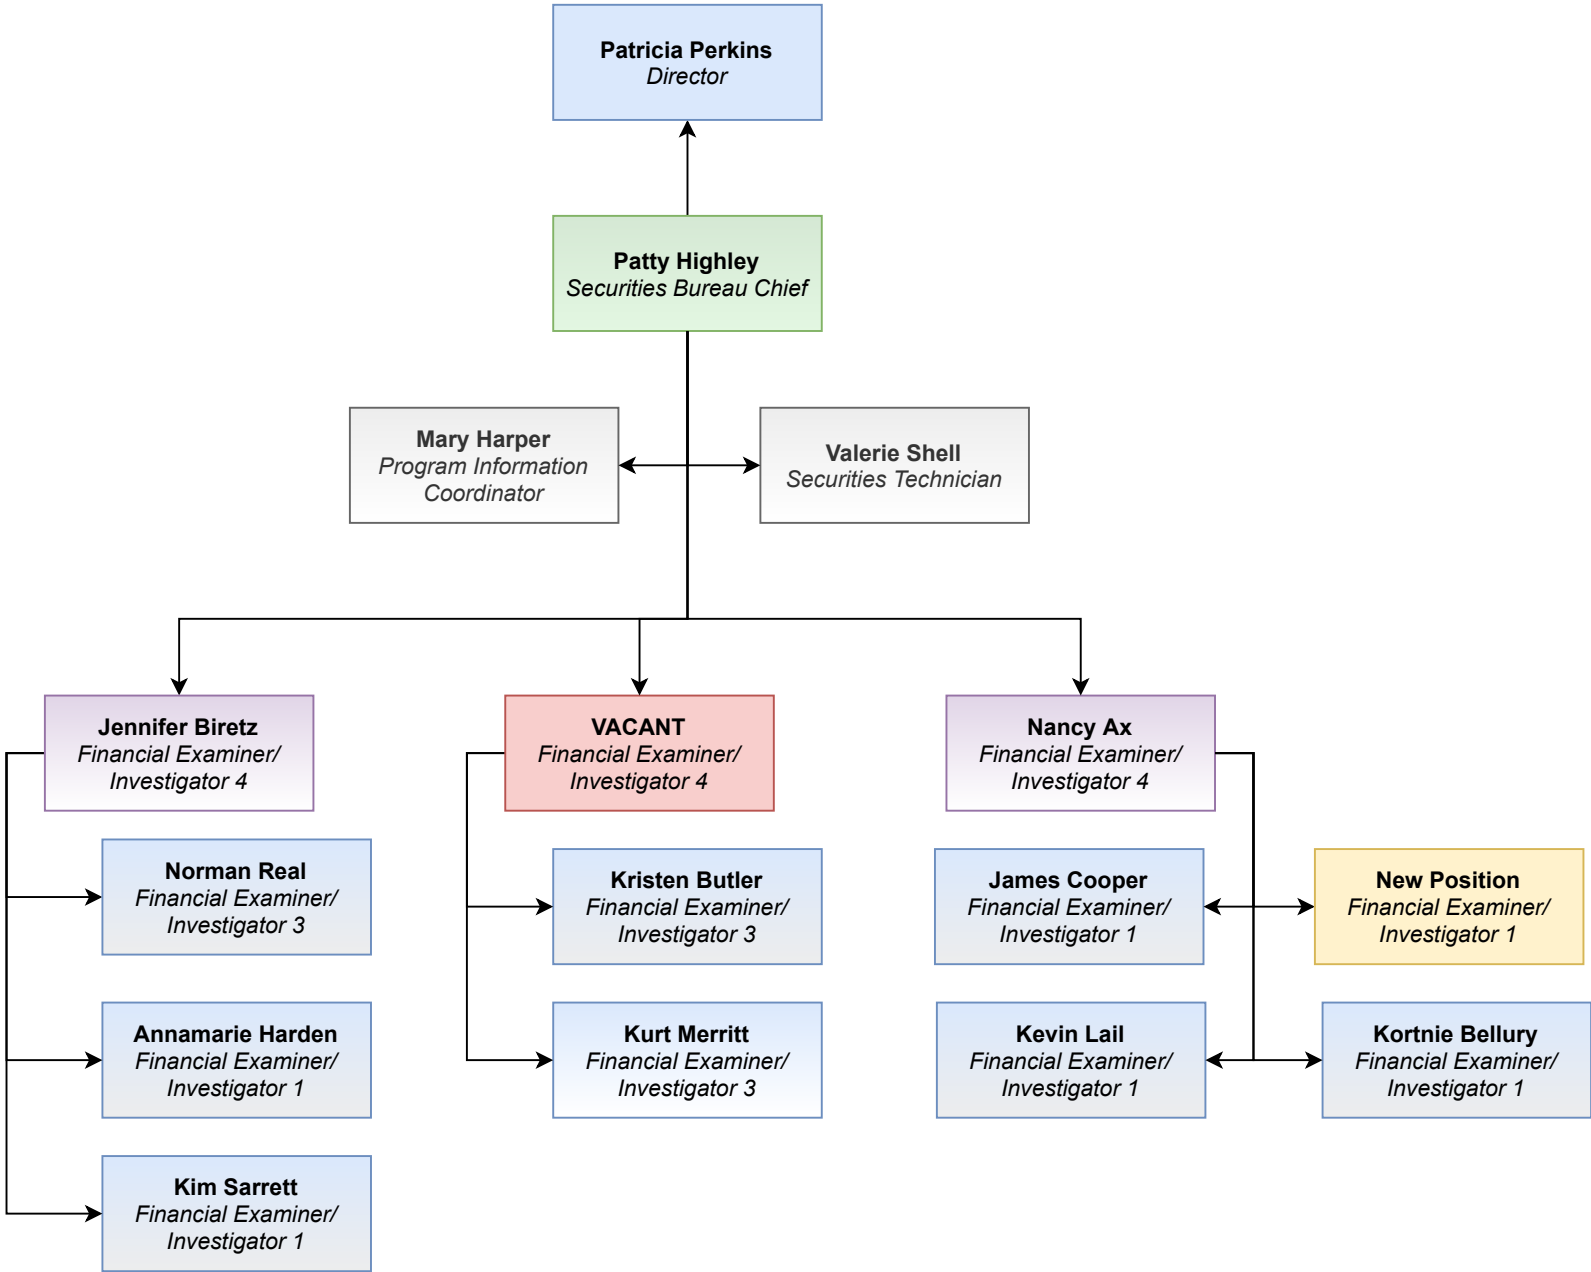 Patricia Perkins
Director
Patty Highley
Securities Bureau Chief
Mary Harper
Program Information
Coordinator
Valerie Shell
Securities Technician
Jennifer Biretz
Financial Examiner/
Investigator 4
VACANT
Financial Examiner/
Investigator 4
Nancy Ax
Financial Examiner/
Investigator 4
Norman Real
Financial Examiner/
Investigator 3
Kristen Butler
Financial Examiner/
Investigator 3
James Cooper
Financial Examiner/
Investigator 1
New Position
Financial Examiner/
Investigator 1
Annamarie Harden
Financial Examiner/
Investigator 1
Kurt Merritt
Financial Examiner/
Investigator 3
Kevin Lail
Financial Examiner/
Investigator 1
Kortnie Bellury
Financial Examiner/
Investigator 1
Kim Sarrett
Financial Examiner/
Investigator 1